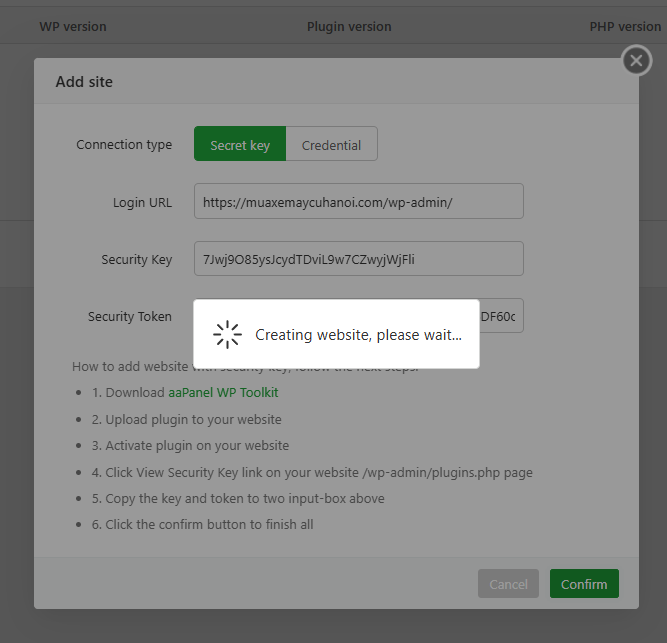 WP version Plugin version PHP version
Add site
Connection type Secret key Credential
Login URL https://muaxemaycuhanoi.com/wp-admin/
Security Key 7Jwj9O85ysJcydTDviL9w7CZwyjWjFli
Security Token DF60c
Creating website, please wait...
How to add website with security key, follow the next steps:
1. Download aaPanel WP Toolkit
2. Upload plugin to your website
3. Activate plugin on your website
4. Click View Security Key link on your website /wp-admin/plugins.php page
5. Copy the key and token to two input-box above
6. Click the confirm button to finish all
Cancel Confirm